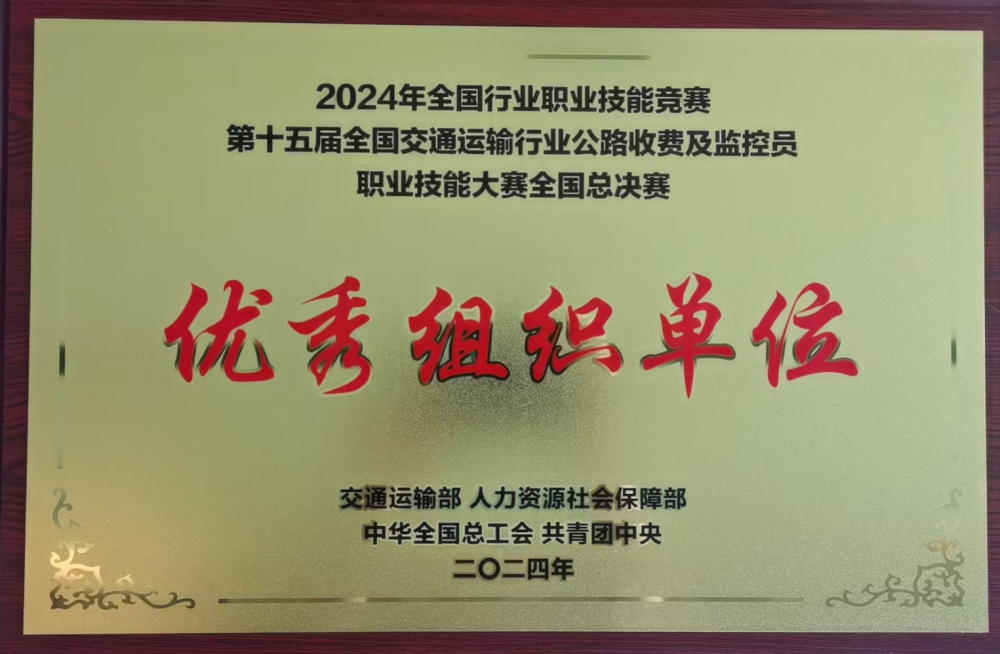 2024年全国行业职业技能竞赛
第十五届全国交通运输行业公路收费及监控员
职业技能大赛全国总决赛
优秀组织单位
交通运输部 人力资源社会保障部
中华全国总工会 共青团中央
二〇二四年